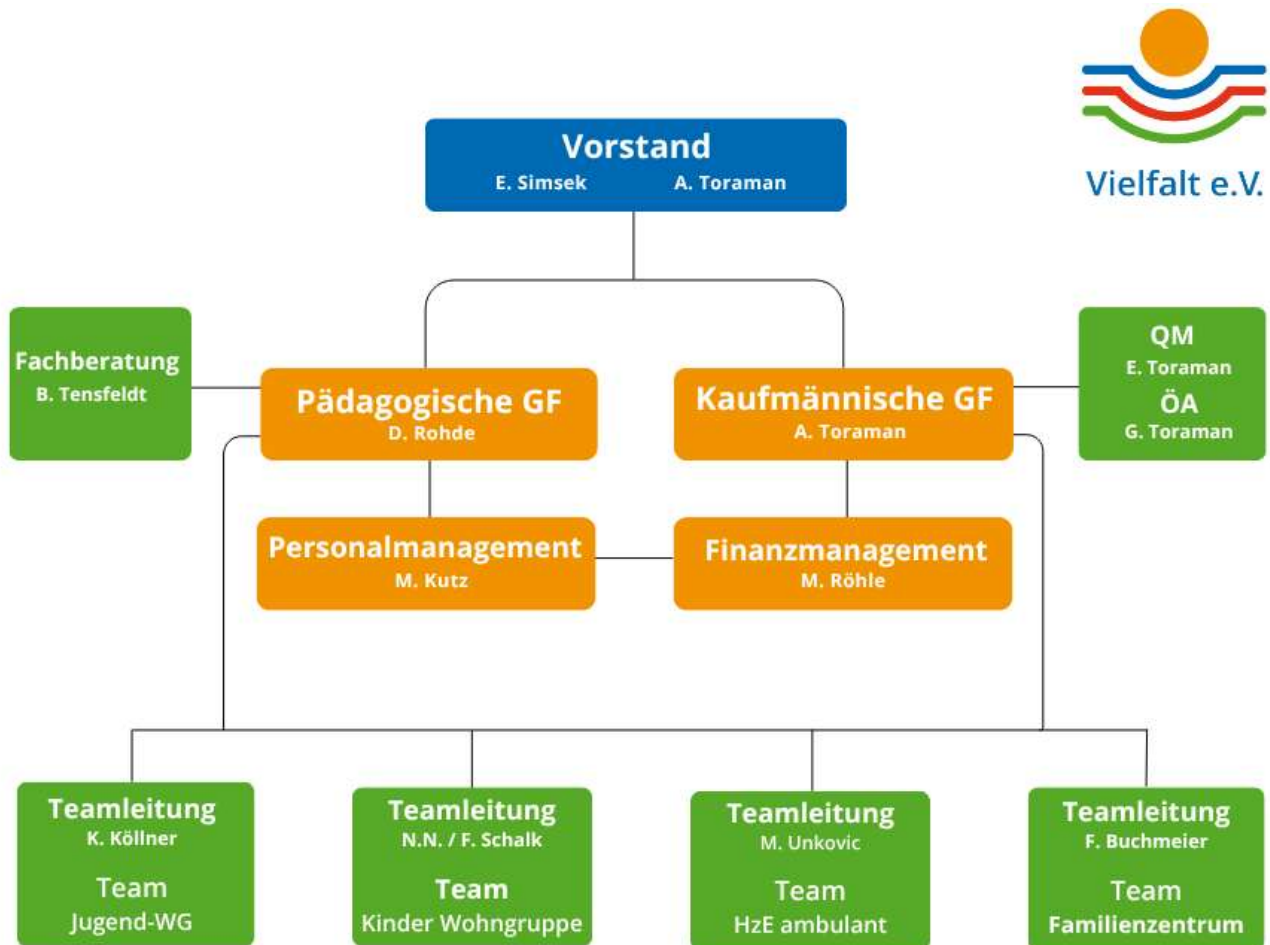 Vielfalt e.V.
Vorstand
E. Simsek A. Toraman
Fachberatung
B. Tensfeldt
Pädagogische GF
D. Rohde
Kaufmännische GF
A. Toraman
QM
E. Toraman
ÖA
G. Toraman
Personalmanagement
M. Kutz
Finanzmanagement
M. Röhle
Teamleitung
K. Köllner
Team
Jugend-WG
Teamleitung
N.N. / F. Schalk
Team
Kinder Wohngruppe
Teamleitung
M. Unkovic
Team
HzE ambulant
Teamleitung
F. Buchmeier
Team
Familienzentrum